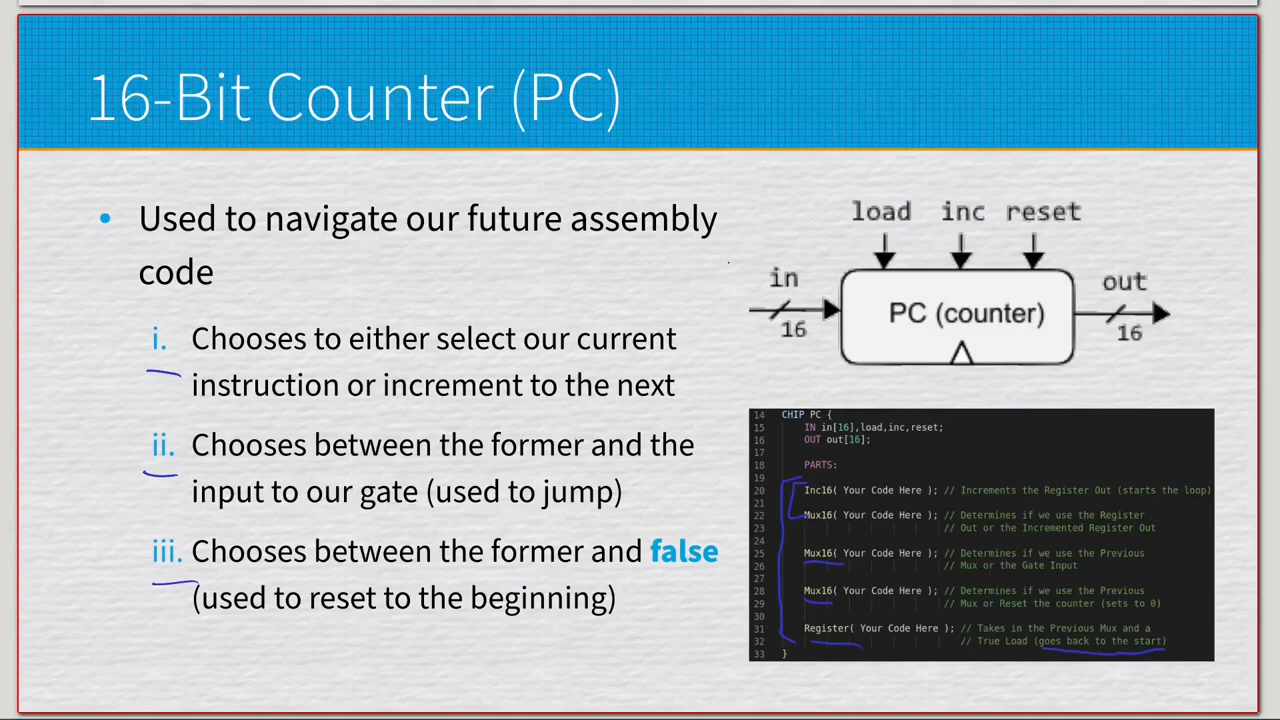 16-Bit Counter (PC)
• Used to navigate our future assembly
code
i. Chooses to either select our current
instruction or increment to the next
ii. Chooses between the former and the
input to our gate (used to jump)
iii. Chooses between the former and false
(used to reset to the beginning)
load inc reset
in
16
PC (counter)
out
16
14 CHIP PC {
15 IN in[16],load,inc,reset;
16 OUT out[16];
17
18 PARTS:
19
20 Inc16( Your Code Here ); // Increments the Register Out (starts the loop)
21
22 Mux16( Your Code Here ); // Determines if we use the Register
23 // Out or the Incremented Register Out
24
25 Mux16( Your Code Here ); // Determines if we use the Previous
26 // Mux or the Gate Input
27
28 Mux16( Your Code Here ); // Determines if we use the Previous
29 // Mux or Reset the counter (sets to 0)
30
31 Register( Your Code Here ); // Takes in the Previous Mux and a
32 // True Load (goes back to the start)
33 }